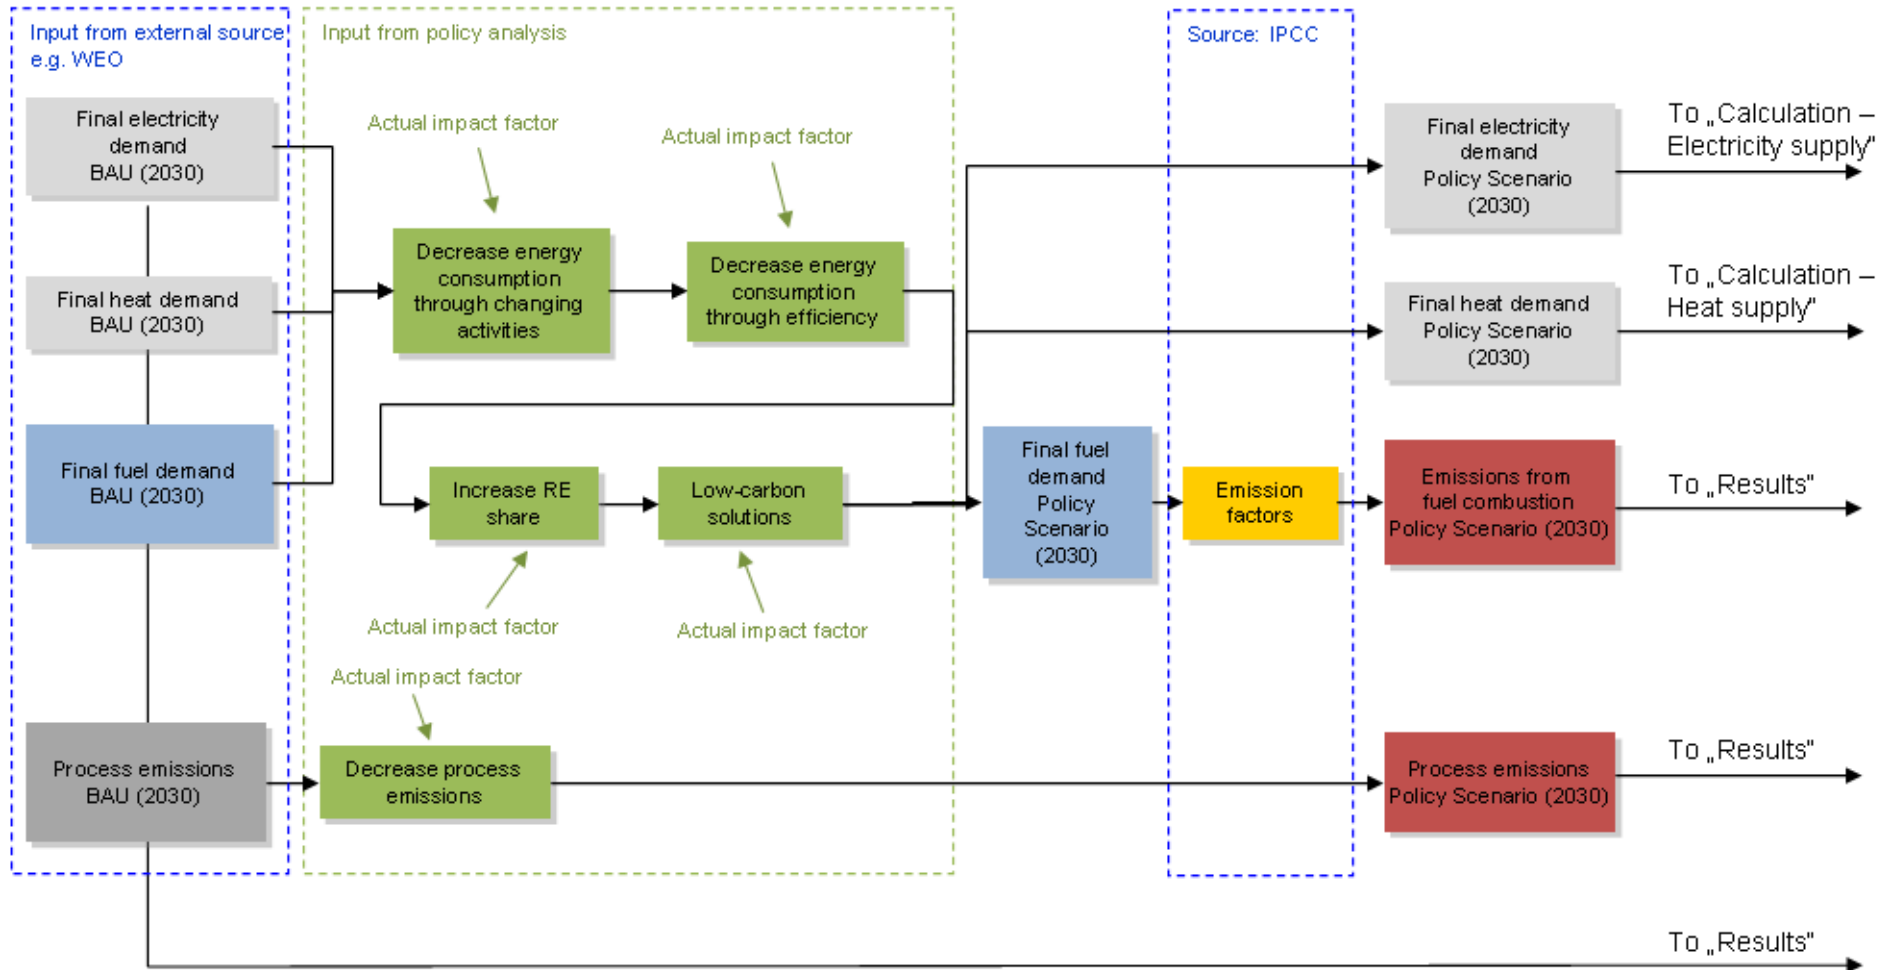 Input from external source
e.g. WEO
Input from policy analysis
Source: IPCC
Final electricity
demand
BAU (2030)
Final heat demand
BAU (2030)
Final fuel demand
BAU (2030)
Process emissions
BAU (2030)
Actual impact factor
Actual impact factor
Decrease energy
consumption
through changing
activities
Decrease energy
consumption
through efficiency
Increase RE
share
Low-carbon
solutions
Actual impact factor
Actual impact factor
Actual impact factor
Decrease process
emissions
Final fuel
demand
Policy
Scenario
(2030)
Emission
factors
Final electricity
demand
Policy Scenario
(2030)
Final heat demand
Policy Scenario
(2030)
Emissions from
fuel combustion
Policy Scenario (2030)
Process emissions
Policy Scenario (2030)
To „Calculation –
Electricity supply"
To „Calculation –
Heat supply"
To „Results"
To „Results"
To „Results"